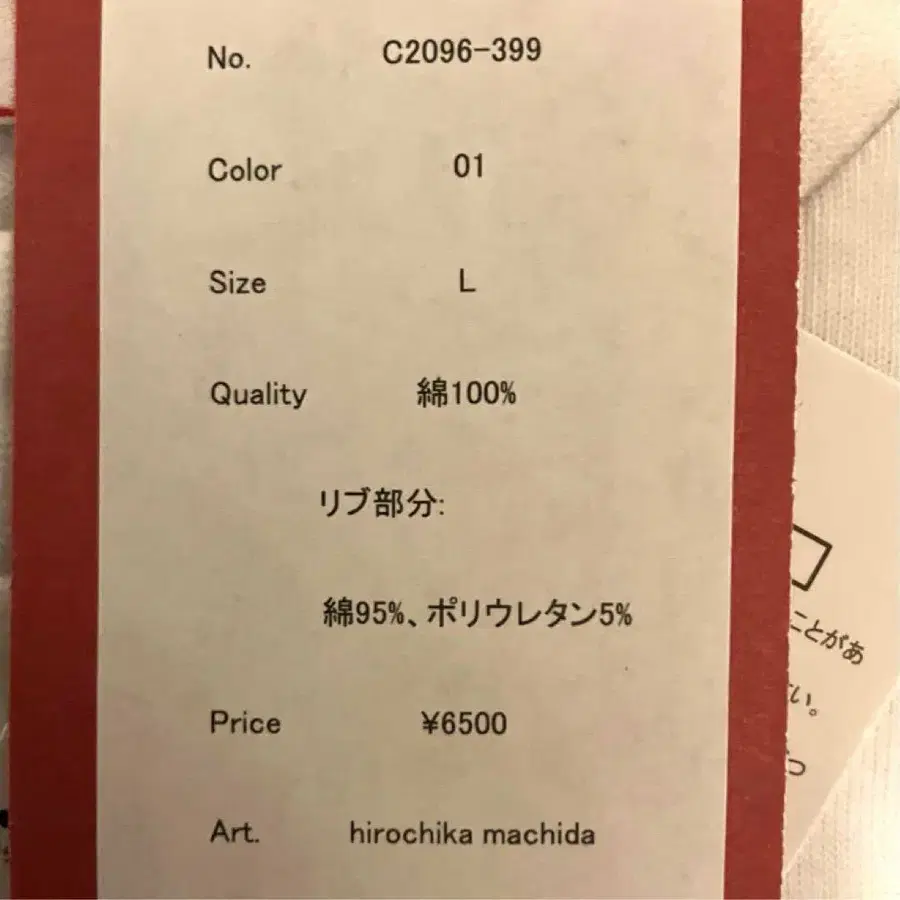 No. C2096-399
Color 01
Size L
Quality 綿100%
リブ部分:
綿95%、ポリウレタン5%
Price ¥6500
Art. hirochika machida
ことがあ
い。
つ